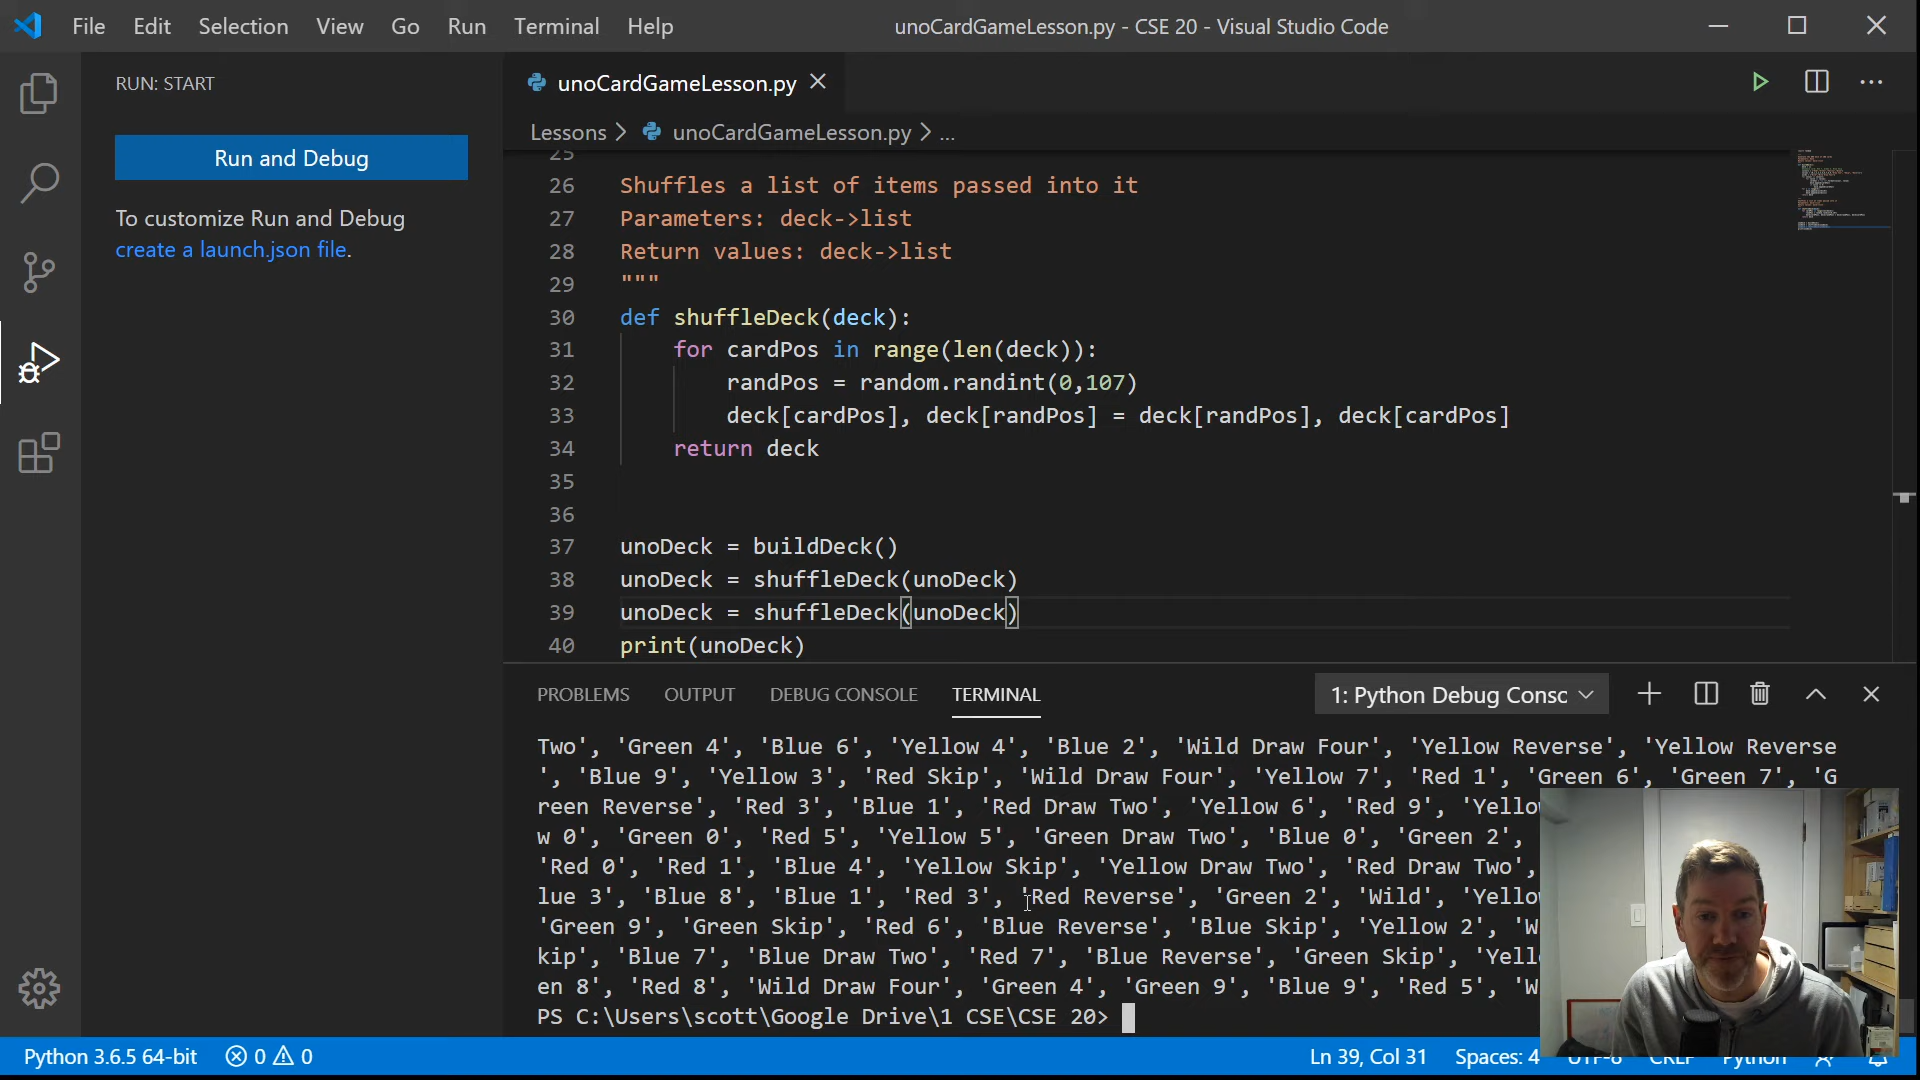 File Edit Selection View Go Run Terminal Help unoCardGameLesson.py - CSE 20 - Visual Studio Code
RUN: START
Run and Debug
To customize Run and Debug
create a launch.json file.
unoCardGameLesson.py
Lessons > unoCardGameLesson.py > ...
25
26 Shuffles a list of items passed into it
27 Parameters: deck->list
28 Return values: deck->list
29 """
30 def shuffleDeck(deck):
31 for cardPos in range(len(deck)):
32 randPos = random.randint(0,107)
33 deck[cardPos], deck[randPos] = deck[randPos], deck[cardPos]
34 return deck
35
36
37 unoDeck = buildDeck()
38 unoDeck = shuffleDeck(unoDeck)
39 unoDeck = shuffleDeck(unoDeck)
40 print(unoDeck)
PROBLEMS OUTPUT DEBUG CONSOLE TERMINAL 1: Python Debug Consc
Two', 'Green 4', 'Blue 6', 'Yellow 4', 'Blue 2', 'Wild Draw Four', 'Yellow Reverse', 'Yellow Reverse
', 'Blue 9', 'Yellow 3', 'Red Skip', 'Wild Draw Four', 'Yellow 7', 'Red 1', 'Green 6', 'Green 7', 'G
reen Reverse', 'Red 3', 'Blue 1', 'Red Draw Two', 'Yellow 6', 'Red 9', 'Yello
w 0', 'Green 0', 'Red 5', 'Yellow 5', 'Green Draw Two', 'Blue 0', 'Green 2',
'Red 0', 'Red 1', 'Blue 4', 'Yellow Skip', 'Yellow Draw Two', 'Red Draw Two',
lue 3', 'Blue 8', 'Blue 1', 'Red 3', 'Red Reverse', 'Green 2', 'Wild', 'Yello
'Green 9', 'Green Skip', 'Red 6', 'Blue Reverse', 'Blue Skip', 'Yellow 2', 'W
kip', 'Blue 7', 'Blue Draw Two', 'Red 7', 'Blue Reverse', 'Green Skip', 'Yell
en 8', 'Red 8', 'Wild Draw Four', 'Green 4', 'Green 9', 'Blue 9', 'Red 5', 'W
PS C:\Users\scott\Google Drive\1 CSE\CSE 20>
Python 3.6.5 64-bit 0 0 Ln 39, Col 31 Spaces: 4 UTF-8 CRLF Python